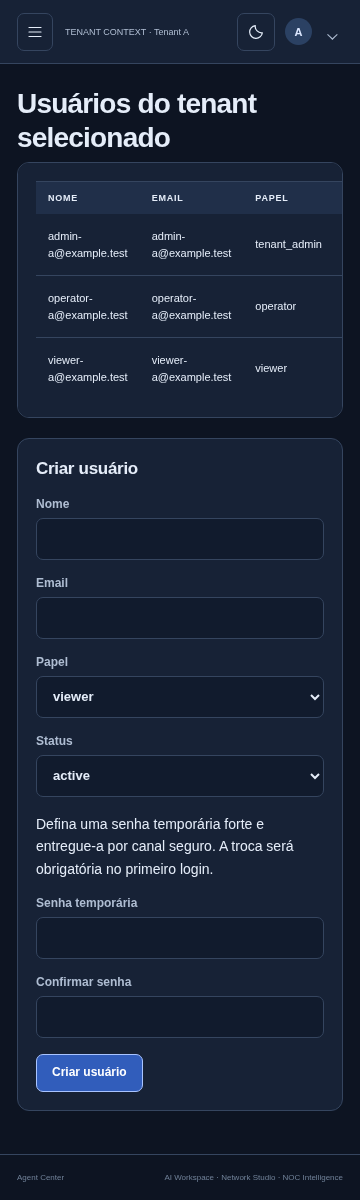 TENANT CONTEXT · Tenant A
A
Usuários do tenant
selecionado
NOME EMAIL PAPEL
admin-
a@example.test
admin-
a@example.test
tenant_admin
operator-
a@example.test
operator-
a@example.test
operator
viewer-
a@example.test
viewer-
a@example.test
viewer
Criar usuário
Nome
Email
Papel
viewer
Status
active
Defina uma senha temporária forte e
entregue-a por canal seguro. A troca será
obrigatória no primeiro login.
Senha temporária
Confirmar senha
Criar usuário
Agent Center
AI Workspace · Network Studio · NOC Intelligence